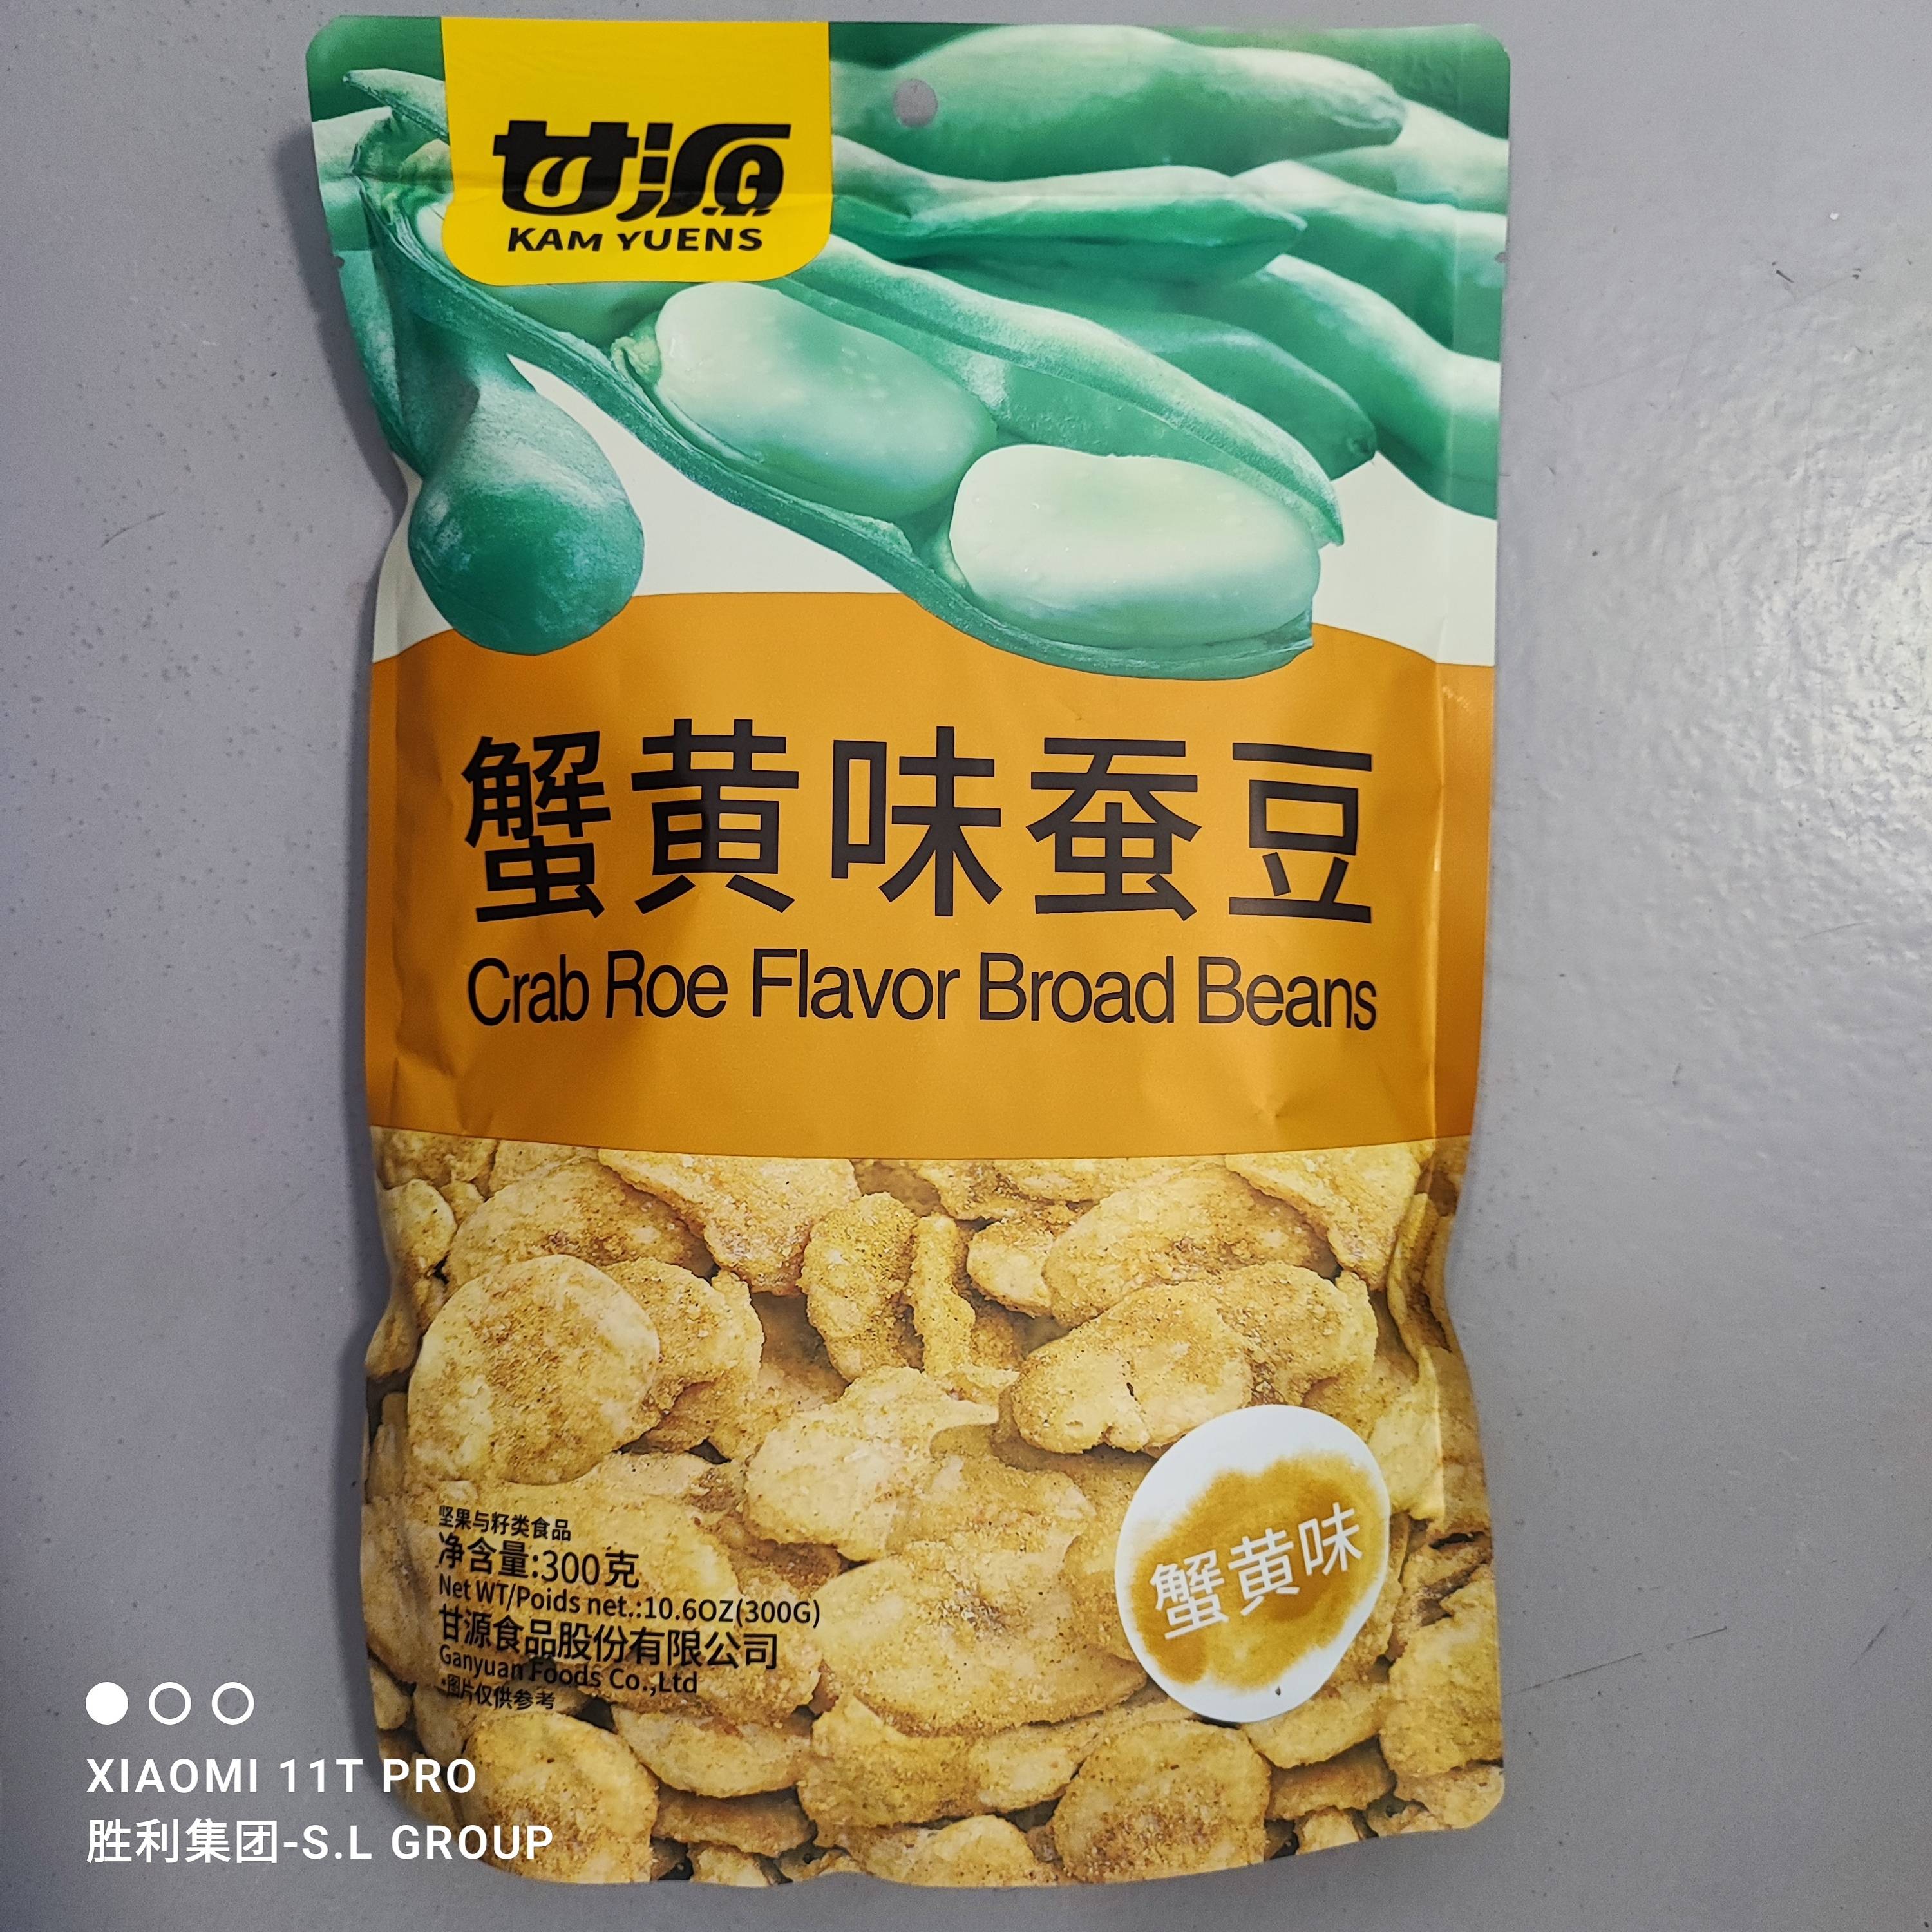 甘源
KAM YUENS
蟹黄味蚕豆
Crab Roe Flavor Broad Beans
蟹黄味
坚果与籽类食品
净含量:300克
Net WT/Poids net.:10.6OZ(300G)
甘源食品股份有限公司
Ganyuan Foods Co.,Ltd
*图片仅供参考
XIAOMI 11T PRO
胜利集团-S.L GROUP